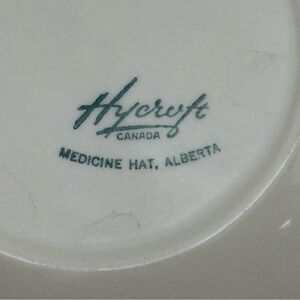 Hycroft
CANADA
MEDICINE HAT, ALBERTA